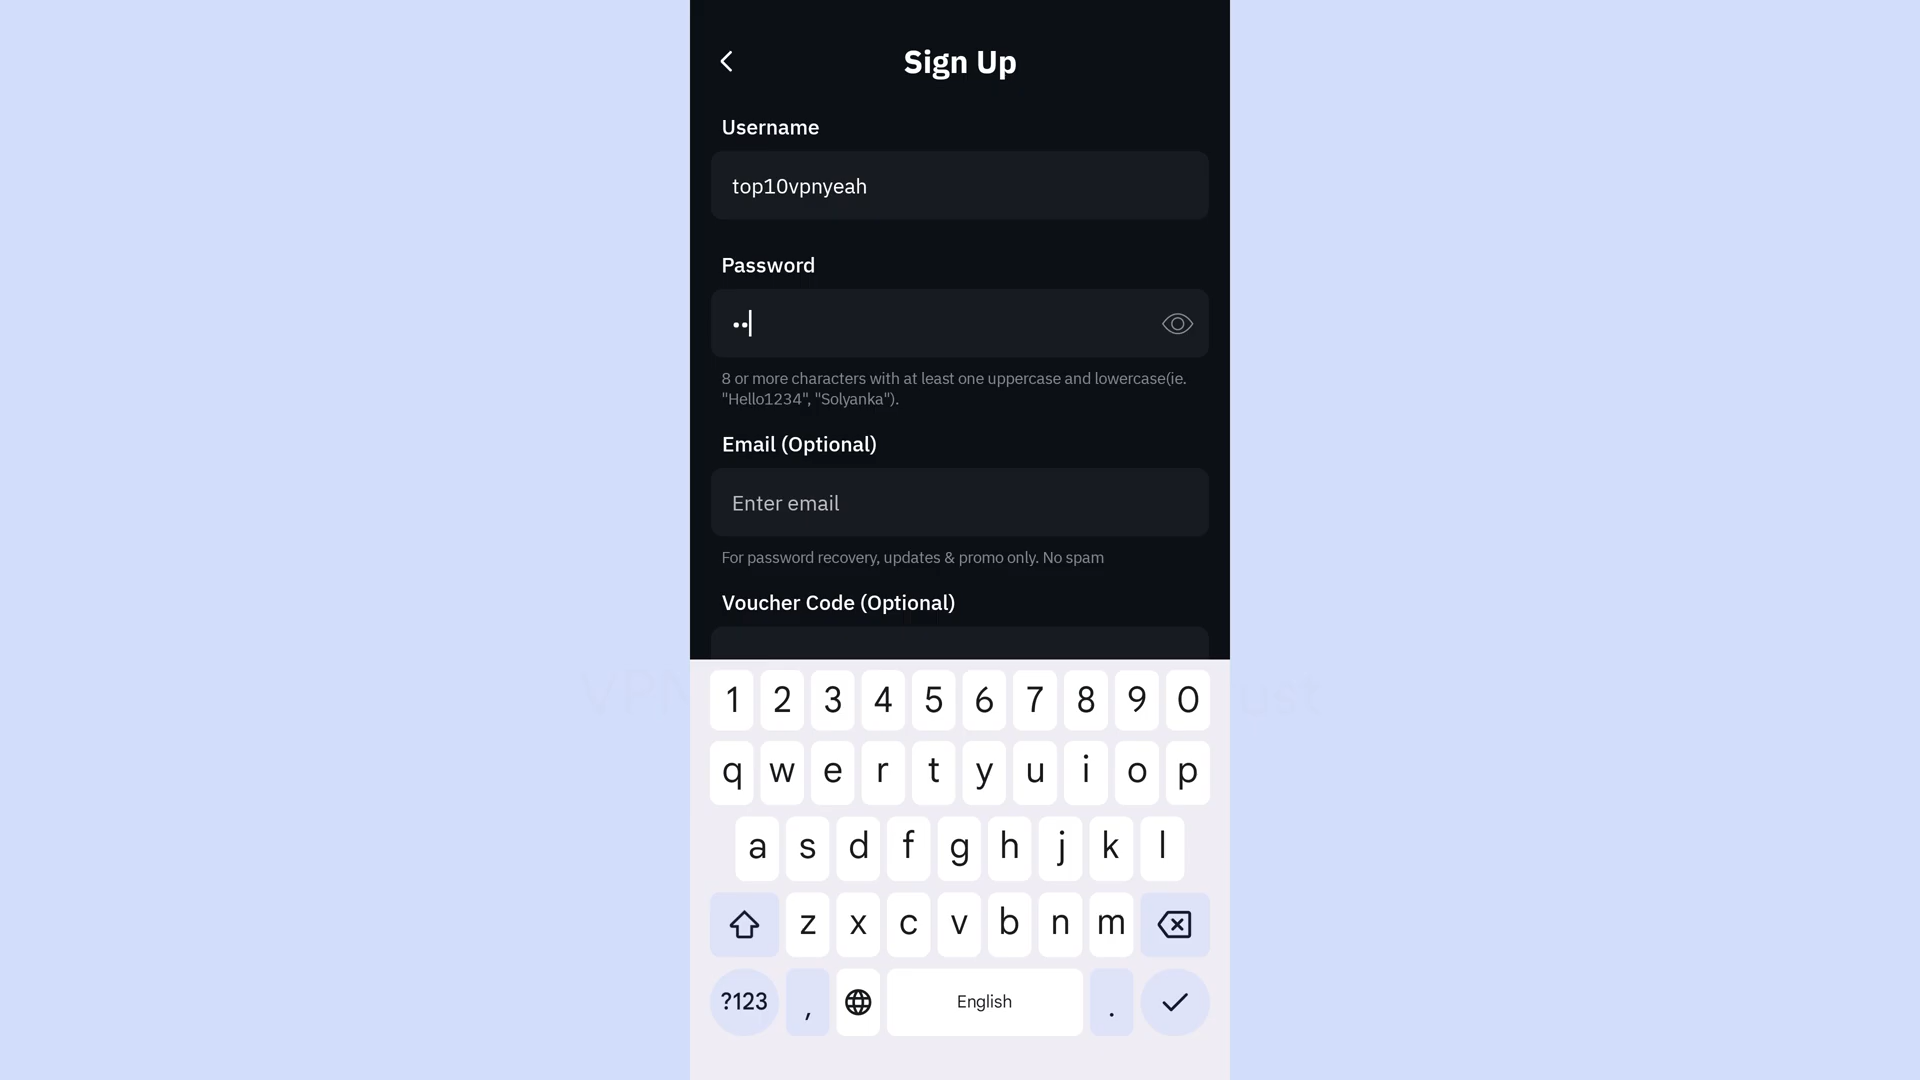 Sign Up
Username
top10vpnyeah
Password
••
8 or more characters with at least one uppercase and lowercase(ie.
"Hello1234", "Solyanka").
Email (Optional)
Enter email
For password recovery, updates & promo only. No spam
Voucher Code (Optional)
1 2 3 4 5 6 7 8 9 0
q w e r t y u i o p
a s d f g h j k l
z x c v b n m
?123 , English .